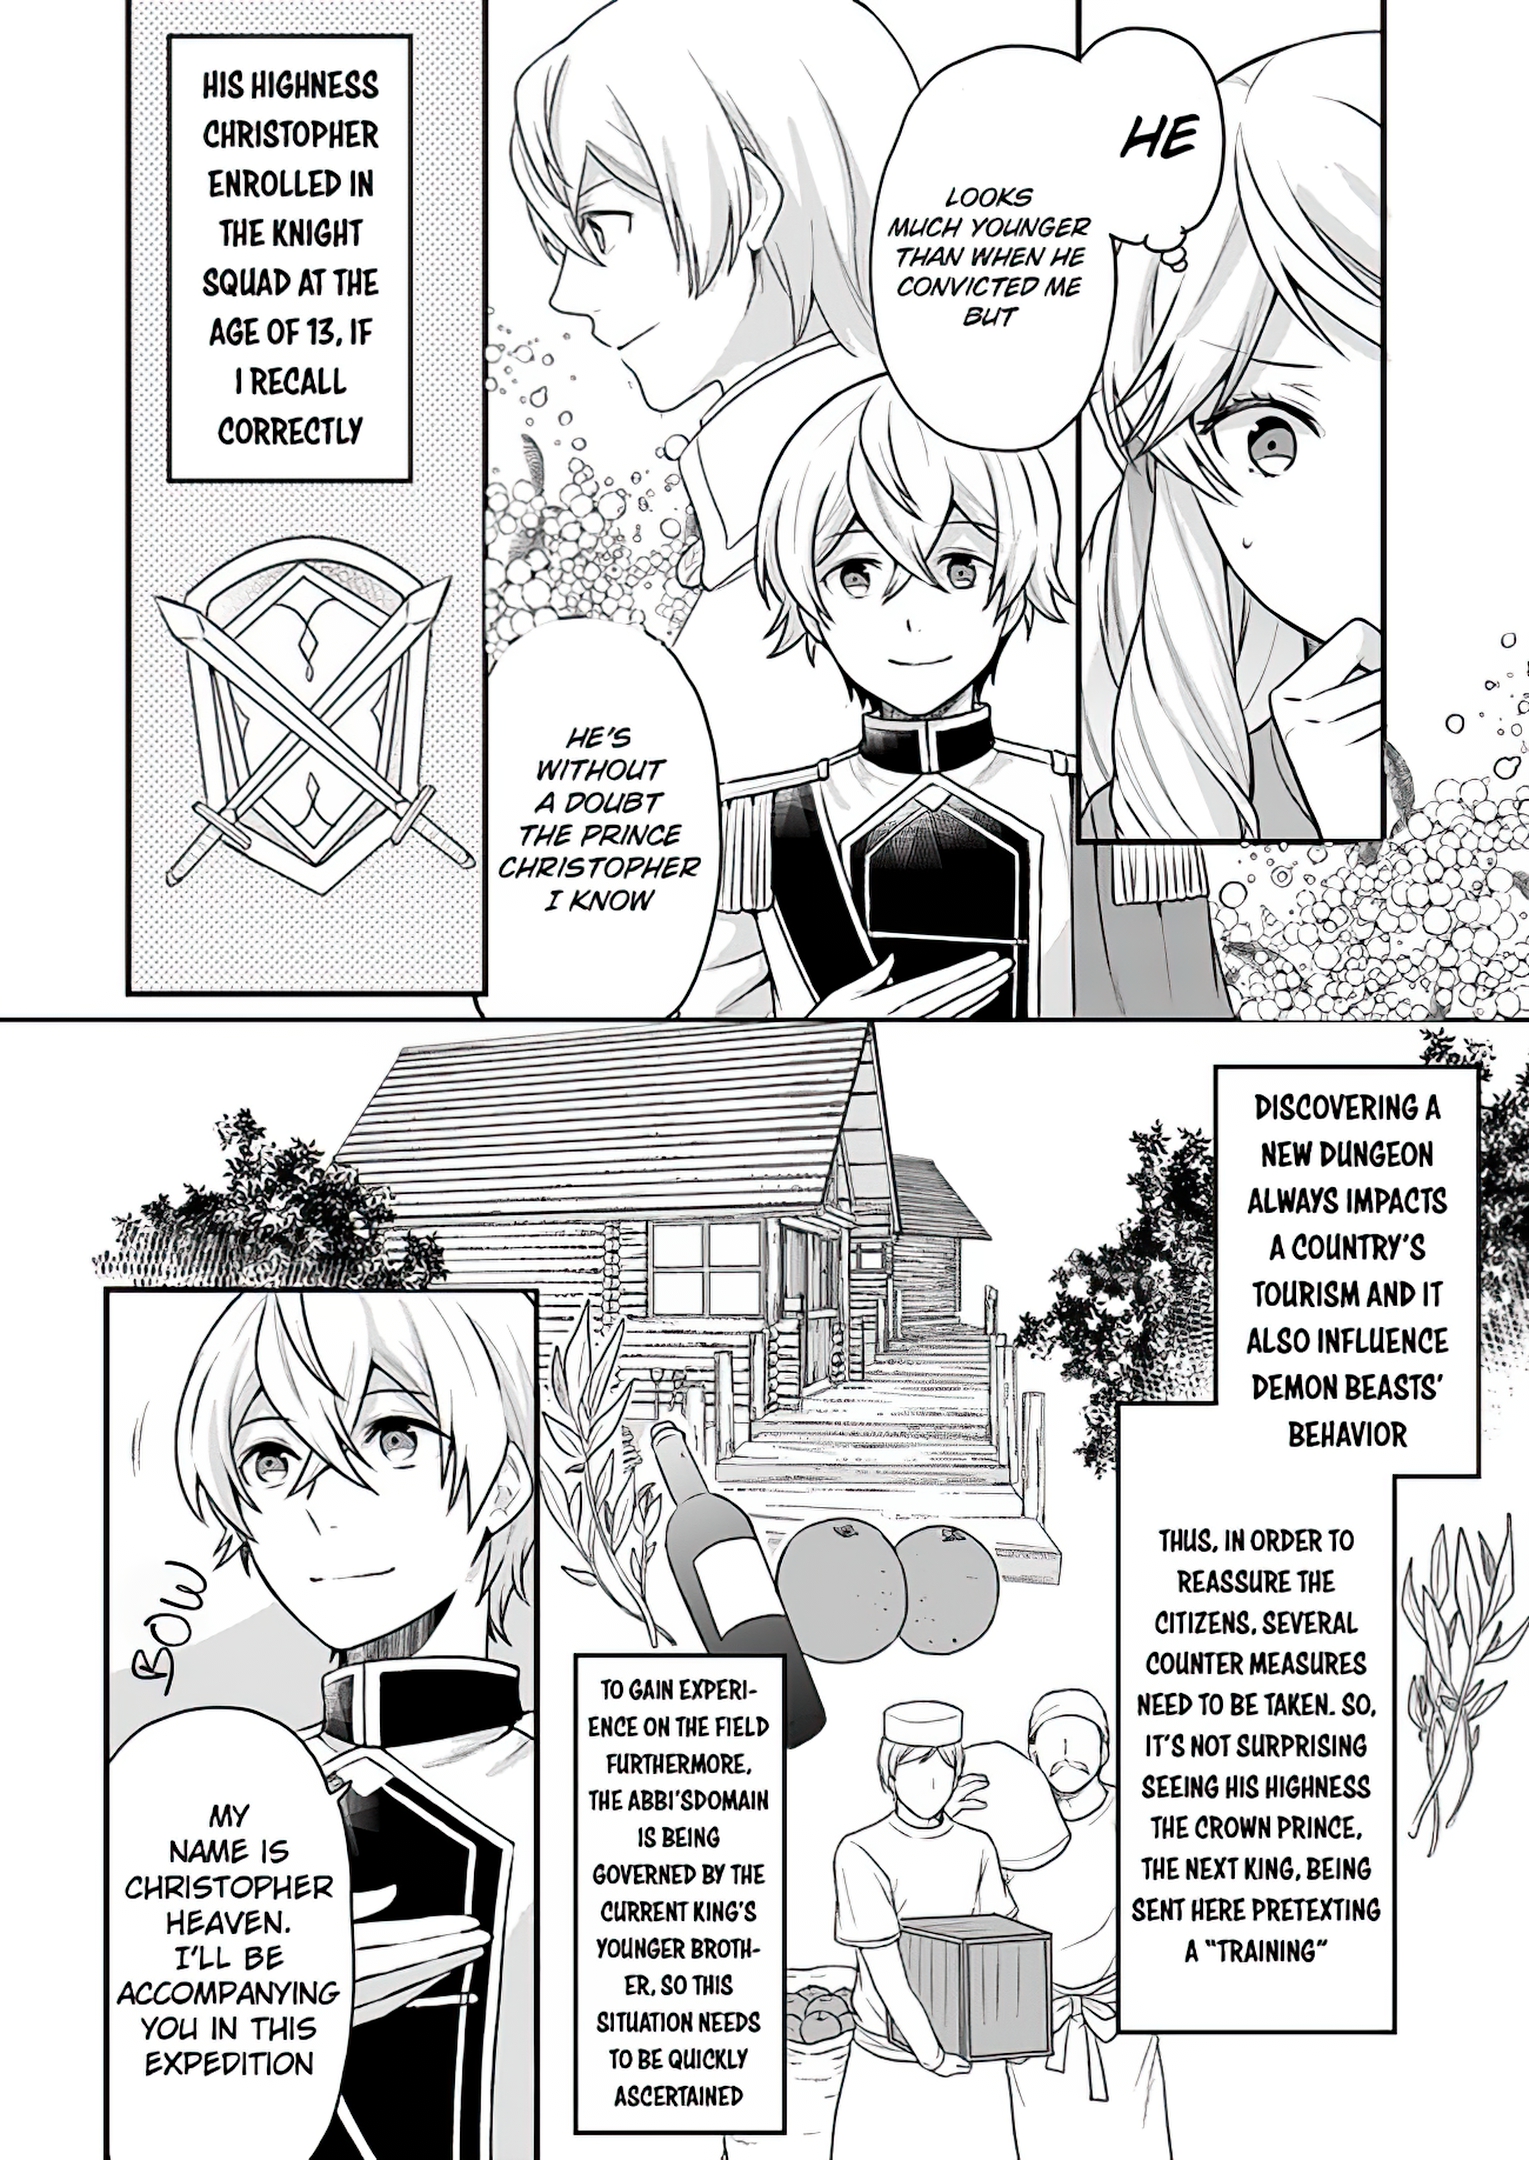 HE
LOOKS
MUCH YOUNGER
THAN WHEN HE
CONVICTED ME
BUT
HE'S
WITHOUT
A DOUBT
THE PRINCE
CHRISTOPHER
I KNOW
HIS HIGHNESS
CHRISTOPHER
ENROLLED IN
THE KNIGHT
SQUAD AT THE
AGE OF 13, IF
I RECALL
CORRECTLY
DISCOVERING A
NEW DUNGEON
ALWAYS IMPACTS
A COUNTRY'S
TOURISM AND IT
ALSO INFLUENCE
DEMON BEASTS'
BEHAVIOR
THUS, IN ORDER TO
REASSURE THE
CITIZENS, SEVERAL
COUNTER MEASURES
NEED TO BE TAKEN. SO,
IT'S NOT SURPRISING
SEEING HIS HIGHNESS
THE CROWN PRINCE,
THE NEXT KING, BEING
SENT HERE PRETEXTING
A "TRAINING"
TO GAIN EXPERI-
ENCE ON THE FIELD
FURTHERMORE,
THE ABBI'SDOMAIN
IS BEING
GOVERNED BY THE
CURRENT KING'S
YOUNGER BROTH-
ER, SO THIS
SITUATION NEEDS
TO BE QUICKLY
ASCERTAINED
BOW
MY
NAME IS
CHRISTOPHER
HEAVEN.
I'LL BE
ACCOMPANYING
YOU IN THIS
EXPEDITION